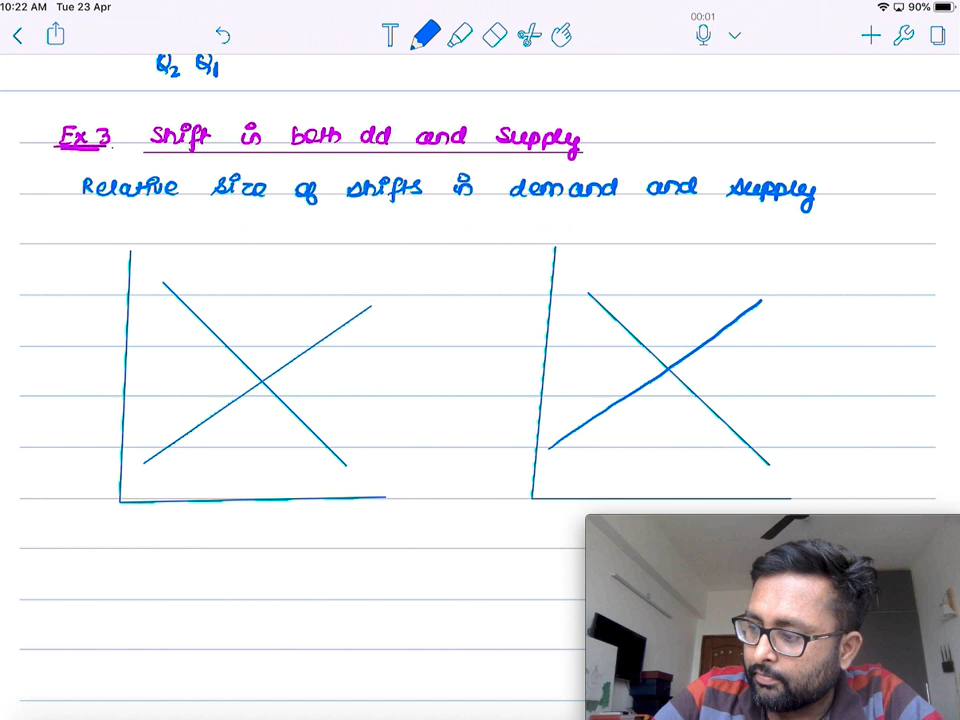 10:22 AM Tue 23 Apr
90%
00:01
T
Q2 Q1
Ex 3. Shift in both dd and supply
Relative size of shifts in demand and supply